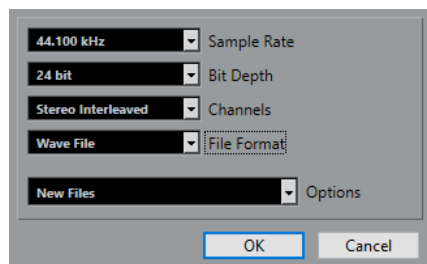 44.100 kHz Sample Rate
24 bit Bit Depth
Stereo Interleaved Channels
Wave File File Format
New Files Options
OK Cancel